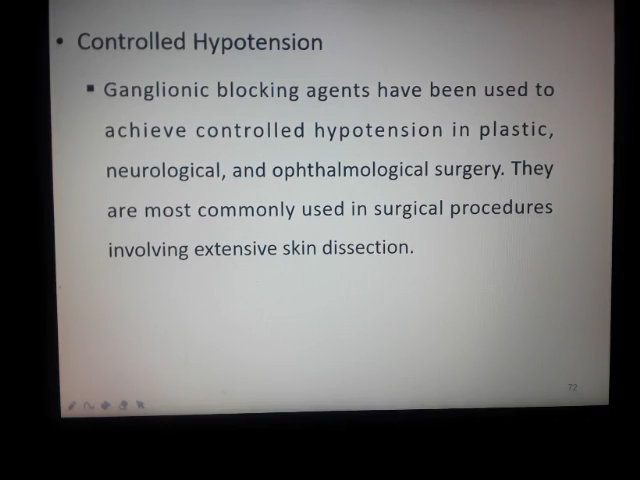 • Controlled Hypotension
▪ Ganglionic blocking agents have been used to
achieve controlled hypotension in plastic,
neurological, and ophthalmological surgery. They
are most commonly used in surgical procedures
involving extensive skin dissection.
72